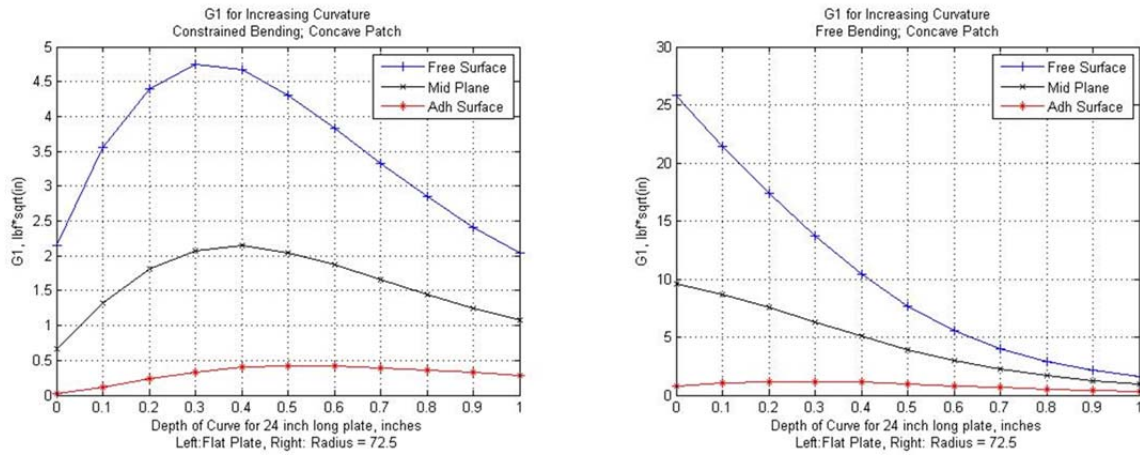 G1 for Increasing Curvature
Constrained Bending; Concave Patch
5
4.5
4
3.5
3
2.5
2
1.5
1
0.5
0
G1, lbf*sqrt(in)
Free Surface
Mid Plane
Adh Surface
0 0.1 0.2 0.3 0.4 0.5 0.6 0.7 0.8 0.9 1
Depth of Curve for 24 inch long plate, inches
Left:Flat Plate, Right: Radius = 72.5
G1 for Increasing Curvature
Free Bending; Concave Patch
30
25
20
15
10
5
0
G1, lbf*sqrt(in)
Free Surface
Mid Plane
Adh Surface
0 0.1 0.2 0.3 0.4 0.5 0.6 0.7 0.8 0.9 1
Depth of Curve for 24 inch long plate, inches
Left:Flat Plate, Right: Radius = 72.5